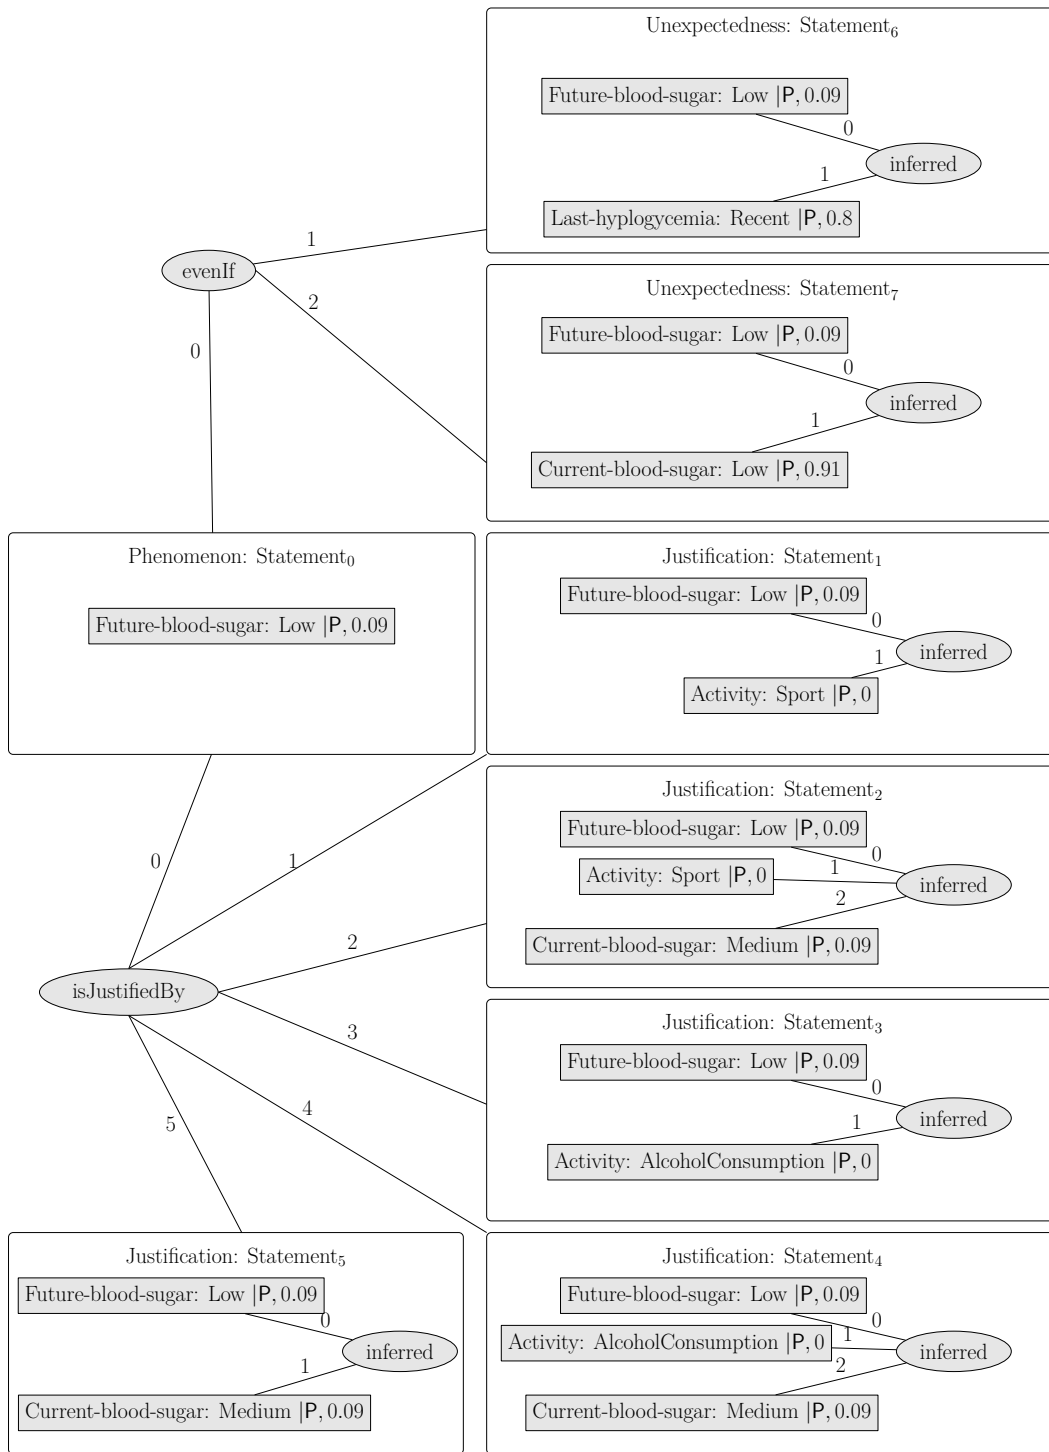 Unexpectedness: Statement₆
Future-blood-sugar: Low |P, 0.09
0
inferred
1
Last-hyplogycemia: Recent |P, 0.8
1
evenIf
2
0
Unexpectedness: Statement₇
Future-blood-sugar: Low |P, 0.09
0
inferred
1
Current-blood-sugar: Low |P, 0.91
Phenomenon: Statement₀
Future-blood-sugar: Low |P, 0.09
Justification: Statement₁
Future-blood-sugar: Low |P, 0.09
0
inferred
1
Activity: Sport |P, 0
0
1
2
isJustifiedBy
3
4
5
Justification: Statement₂
Future-blood-sugar: Low |P, 0.09
0
Activity: Sport |P, 0
1
inferred
2
Current-blood-sugar: Medium |P, 0.09
Justification: Statement₃
Future-blood-sugar: Low |P, 0.09
0
inferred
1
Activity: AlcoholConsumption |P, 0
Justification: Statement₅
Future-blood-sugar: Low |P, 0.09
0
inferred
1
Current-blood-sugar: Medium |P, 0.09
Justification: Statement₄
Future-blood-sugar: Low |P, 0.09
0
Activity: AlcoholConsumption |P, 0
1
inferred
2
Current-blood-sugar: Medium |P, 0.09